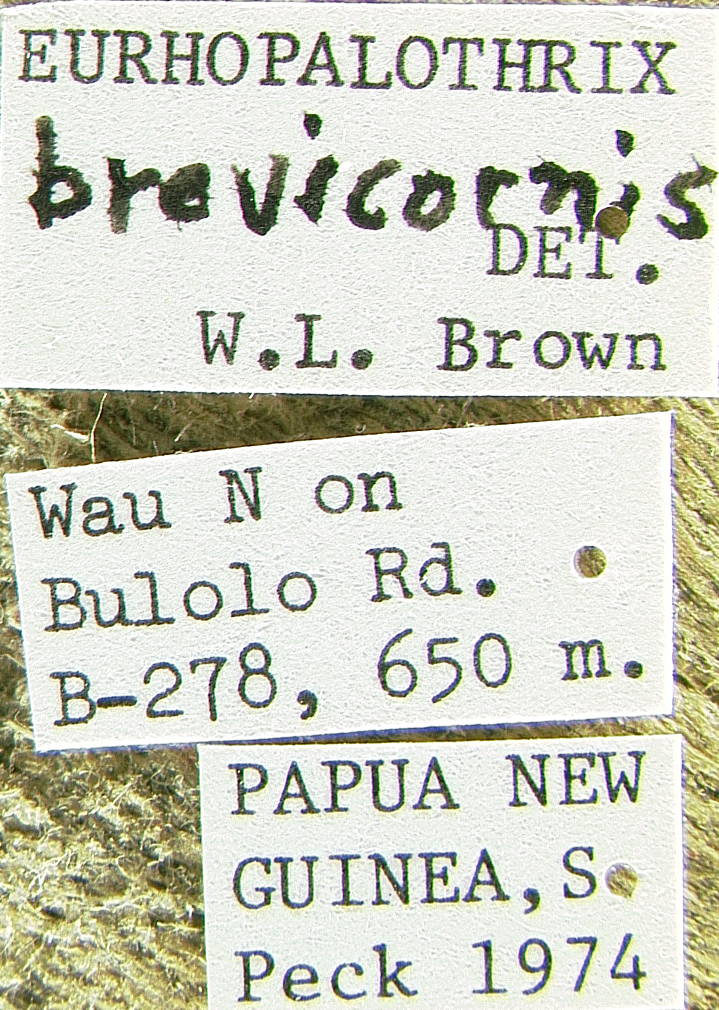 EURHOPALOTHRIX
brevicornis
DET.
W.L. Brown
Wau N on
Bulolo Rd.
B-278, 650 m.
PAPUA NEW
GUINEA, S.
Peck 1974